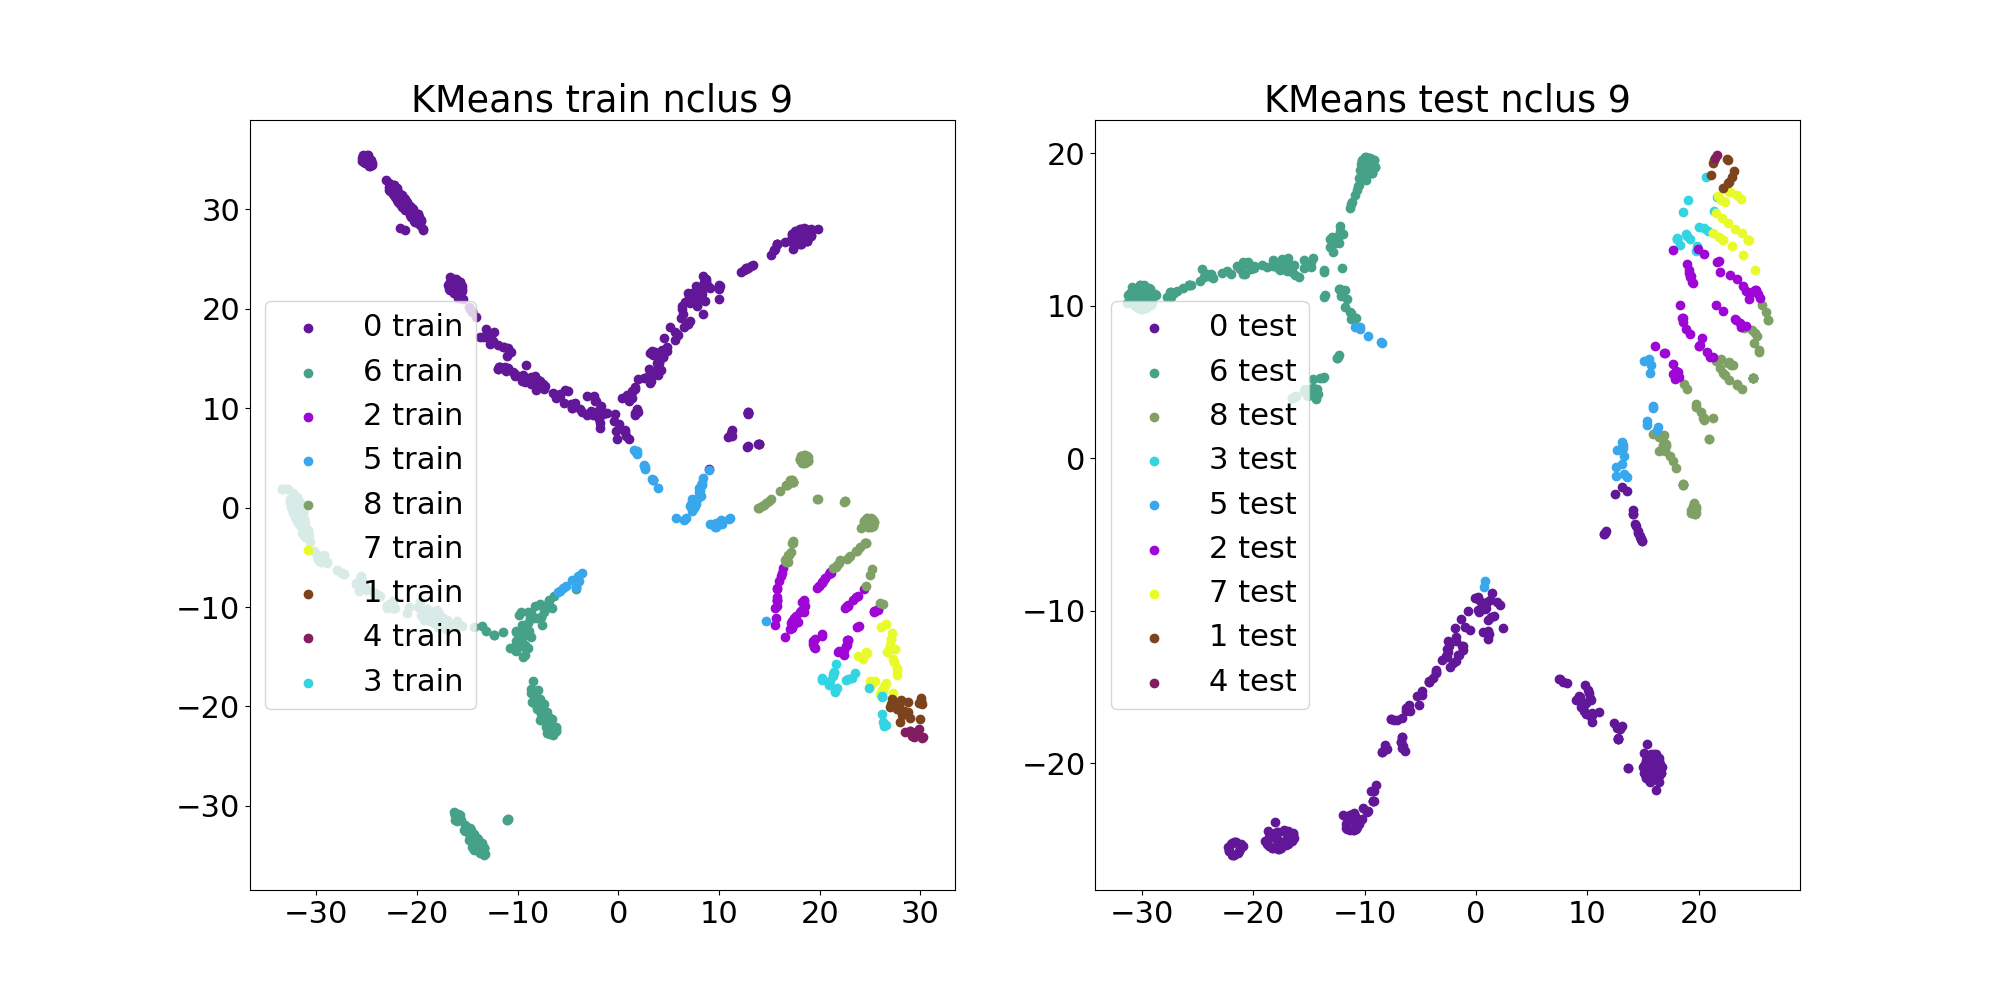 KMeans train nclus 9
30
20
10
0
−10
−20
−30
0 train
6 train
2 train
5 train
8 train
7 train
1 train
4 train
3 train
−30
−20
−10
0
10
20
30
KMeans test nclus 9
20
10
0
−10
−20
0 test
6 test
8 test
3 test
5 test
2 test
7 test
1 test
4 test
−30
−20
−10
0
10
20